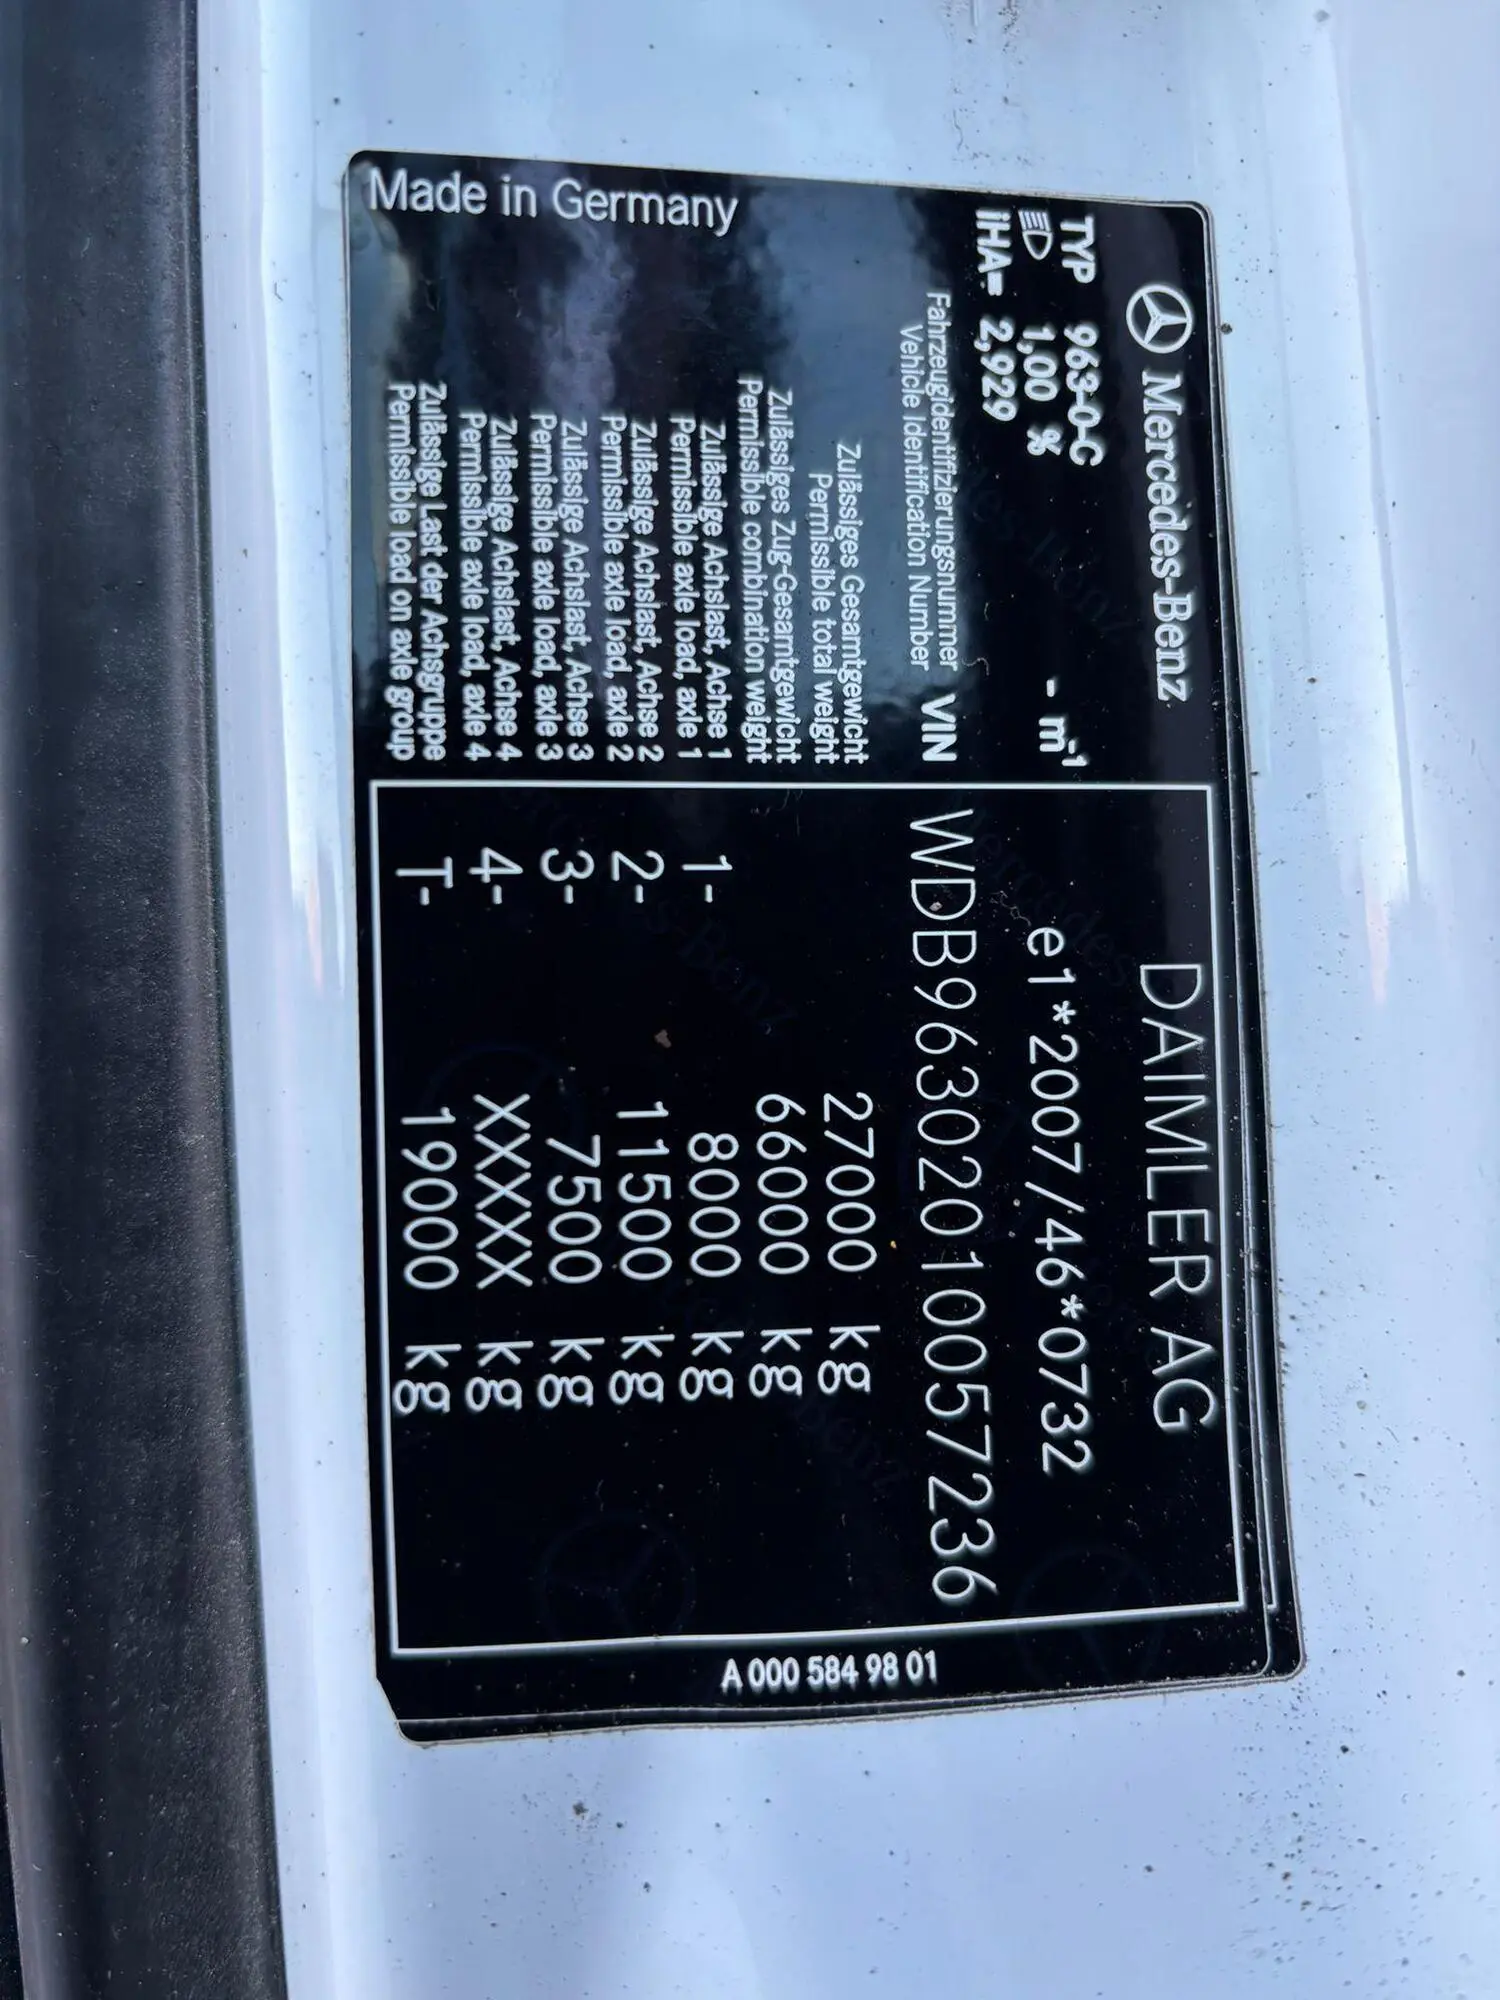 Mercedes-Benz
DAIMLER AG
TYP 963-0-C
1,00 % - m-1
e1*2007/46*0732
iHA= 2,929
Fahrzeugidentifizierungsnummer
Vehicle Identification Number VIN
WDB96302010057236
Zulässiges Gesamtgewicht
Permissible total weight
27000 kg
Zulässiges Zug-Gesamtgewicht
Permissible combination weight
66000 kg
Zulässige Achslast, Achse 1
Permissible axle load, axle 1
1- 8000 kg
Zulässige Achslast, Achse 2
Permissible axle load, axle 2
2- 11500 kg
Zulässige Achslast, Achse 3
Permissible axle load, axle 3
3- 7500 kg
Zulässige Achslast, Achse 4
Permissible axle load, axle 4
4- XXXXX kg
Zulässige Last der Achsgruppe
Permissible load on axle group
T- 19000 kg
Made in Germany
A 000 584 98 01